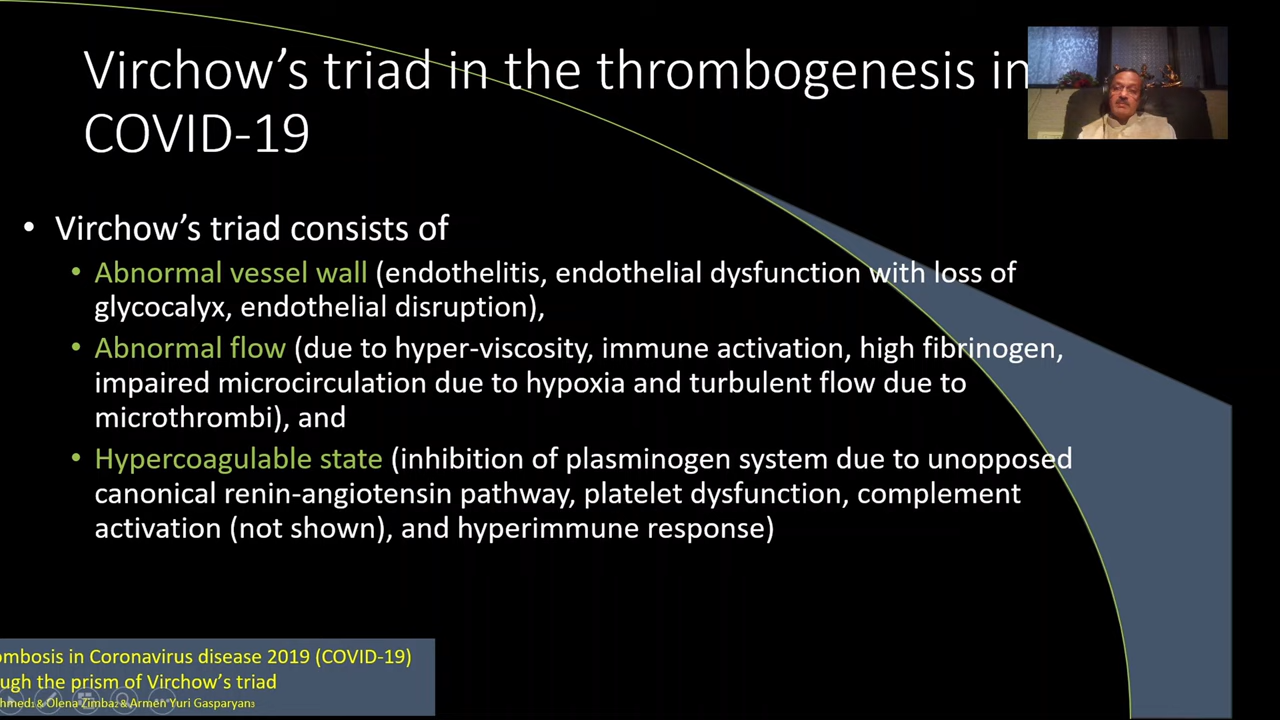 Virchow’s triad in the thrombogenesis in
COVID-19
• Virchow’s triad consists of
• Abnormal vessel wall (endothelitis, endothelial dysfunction with loss of
glycocalyx, endothelial disruption),
• Abnormal flow (due to hyper-viscosity, immune activation, high fibrinogen,
impaired microcirculation due to hypoxia and turbulent flow due to
microthrombi), and
• Hypercoagulable state (inhibition of plasminogen system due to unopposed
canonical renin-angiotensin pathway, platelet dysfunction, complement
activation (not shown), and hyperimmune response)
ombosis in Coronavirus disease 2019 (COVID-19)
ugh the prism of Virchow’s triad
hmed1 & Olena Zimba2 & Armen Yuri Gasparyan3